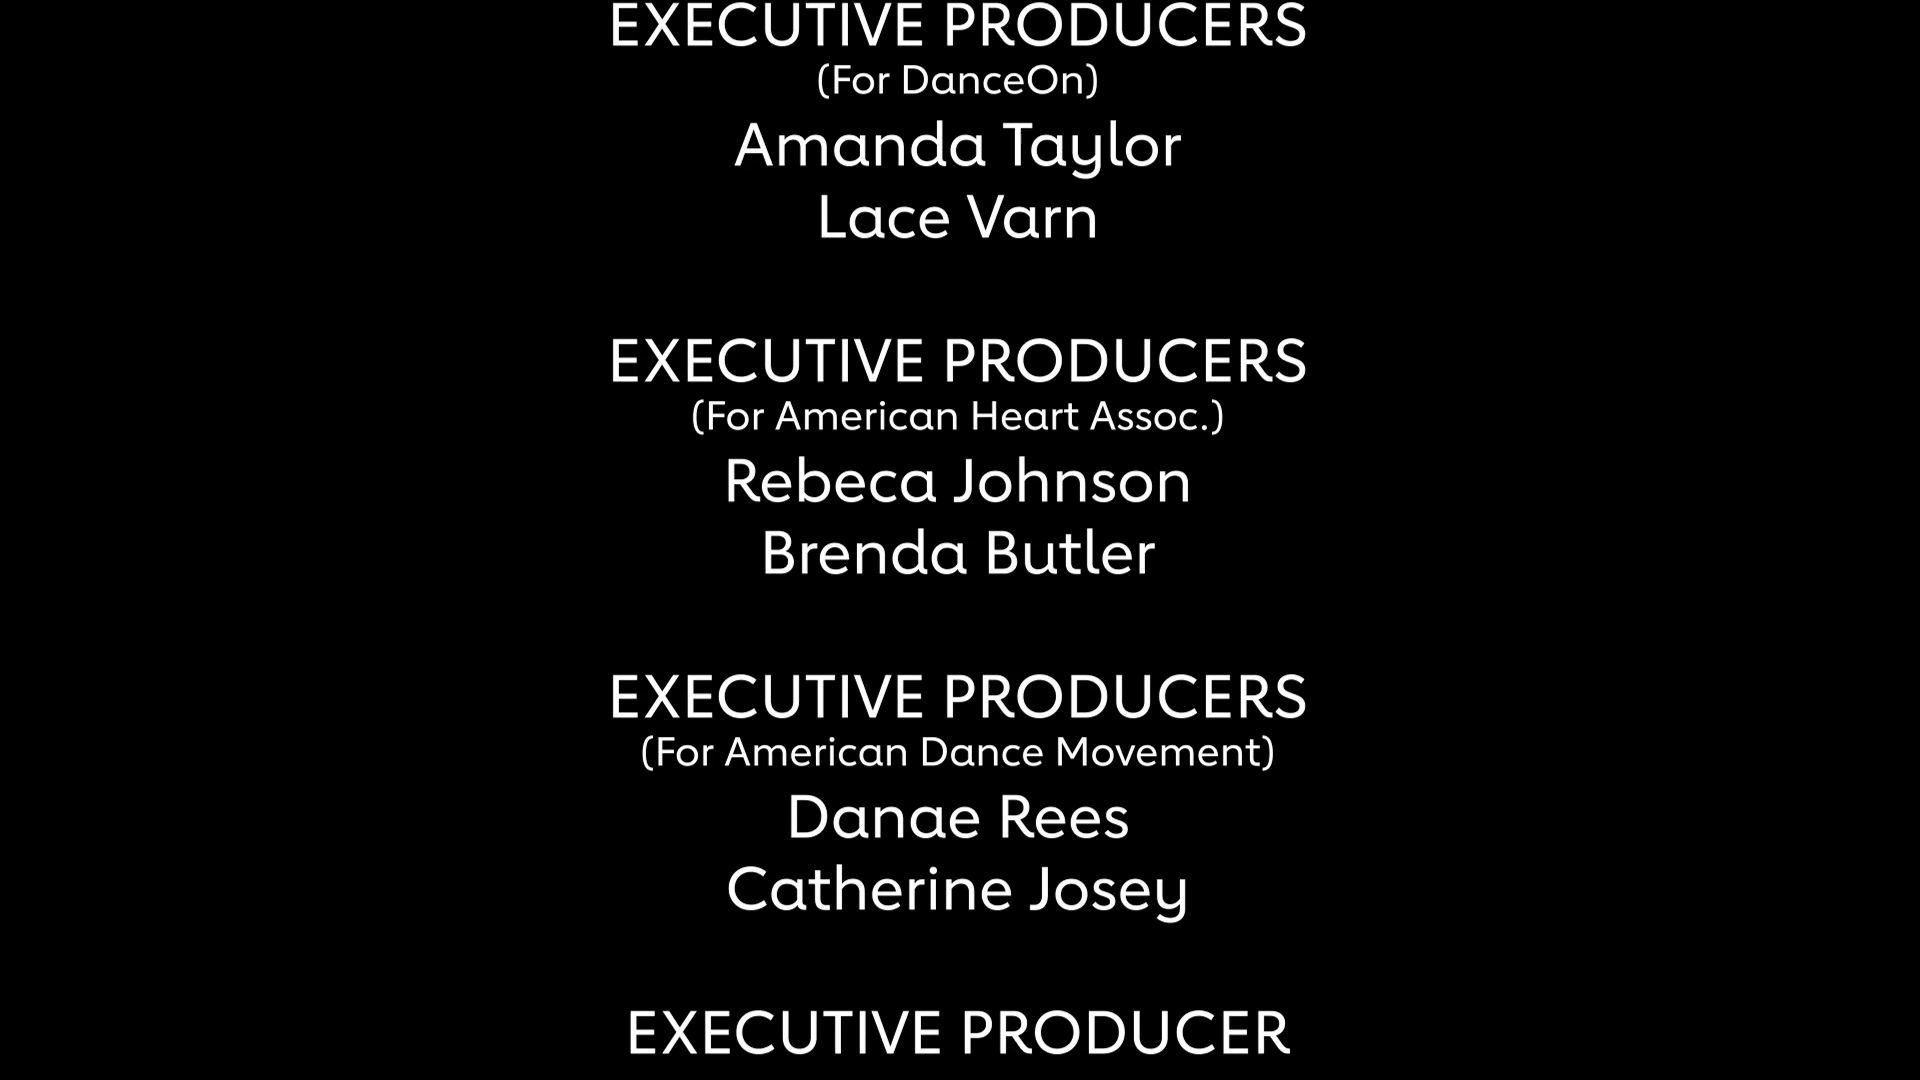 EXECUTIVE PRODUCERS
(For DanceOn)
Amanda Taylor
Lace Varn
EXECUTIVE PRODUCERS
(For American Heart Assoc.)
Rebeca Johnson
Brenda Butler
EXECUTIVE PRODUCERS
(For American Dance Movement)
Danae Rees
Catherine Josey
EXECUTIVE PRODUCER